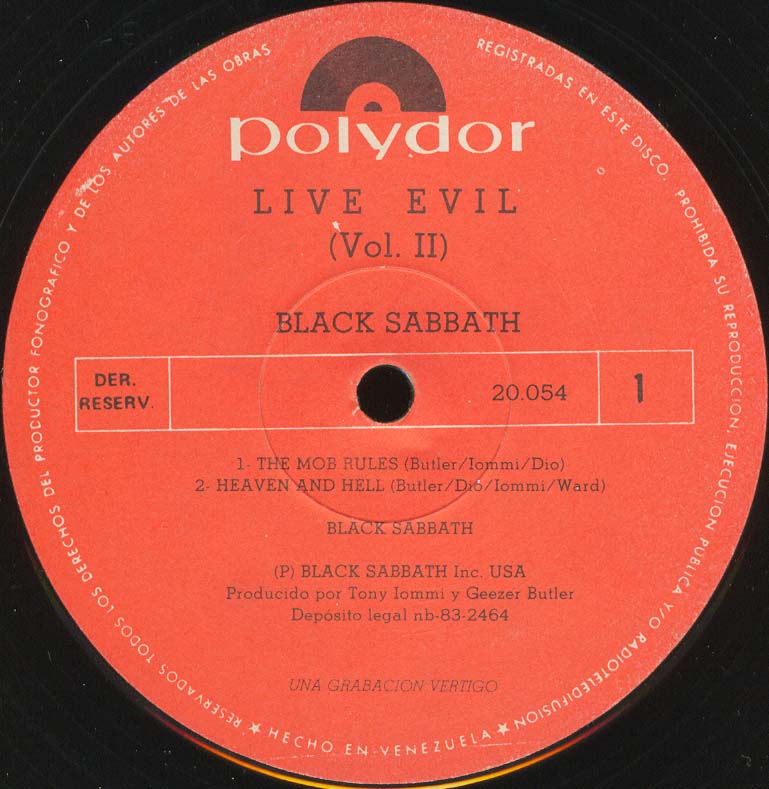 polydor
LIVE EVIL
(Vol. II)
BLACK SABBATH
DER.
RESERV.
20.054
1
1- THE MOB RULES (Butler/Iommi/Dio)
2- HEAVEN AND HELL (Butler/Dio/Iommi/Ward)
BLACK SABBATH
(P) BLACK SABBATH Inc. USA
Producido por Tony Iommi y Geezer Butler
Depósito legal nb-83-2464
UNA GRABACION VERTIGO
RESERVADOS TODOS LOS DERECHOS DEL PRODUCTOR FONOGRAFICO Y DE LOS AUTORES DE LAS OBRAS
REGISTRADAS EN ESTE DISCO. PROHIBIDA SU REPRODUCCION, EJECUCION PUBLICA Y/O RADIOTELEDIFUSION
★ HECHO EN-VENEZUELA ★